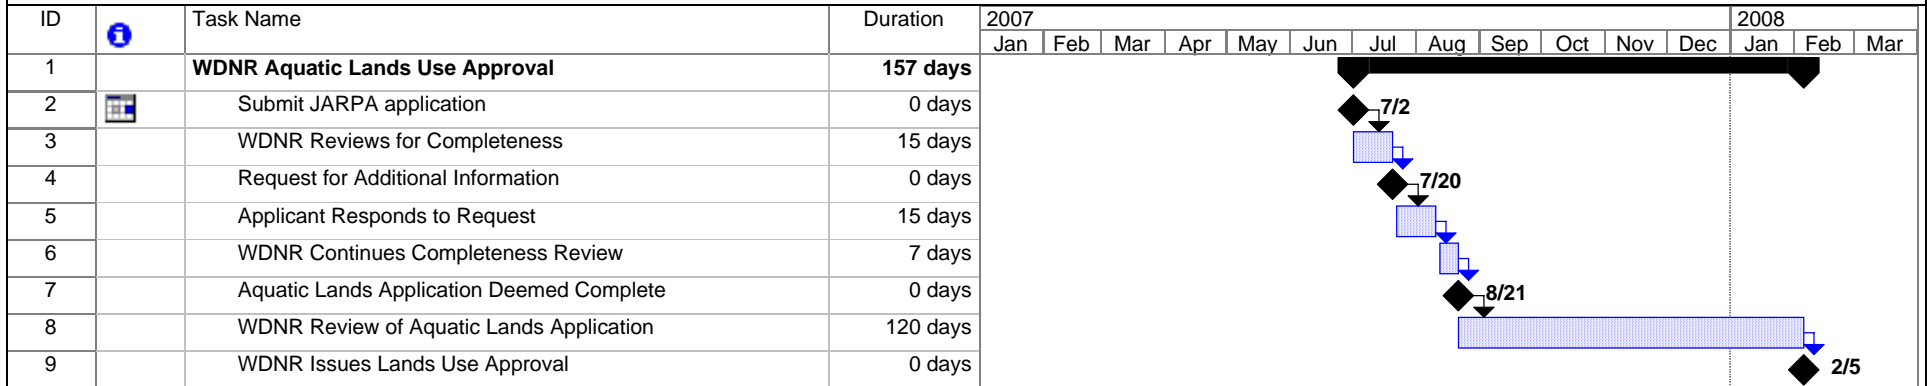 ID Task Name Duration 2007 2008
Jan Feb Mar Apr May Jun Jul Aug Sep Oct Nov Dec Jan Feb Mar
1 WDNR Aquatic Lands Use Approval 157 days
2 Submit JARPA application 0 days 7/2
3 WDNR Reviews for Completeness 15 days
4 Request for Additional Information 0 days 7/20
5 Applicant Responds to Request 15 days
6 WDNR Continues Completeness Review 7 days
7 Aquatic Lands Application Deemed Complete 0 days 8/21
8 WDNR Review of Aquatic Lands Application 120 days
9 WDNR Issues Lands Use Approval 0 days 2/5